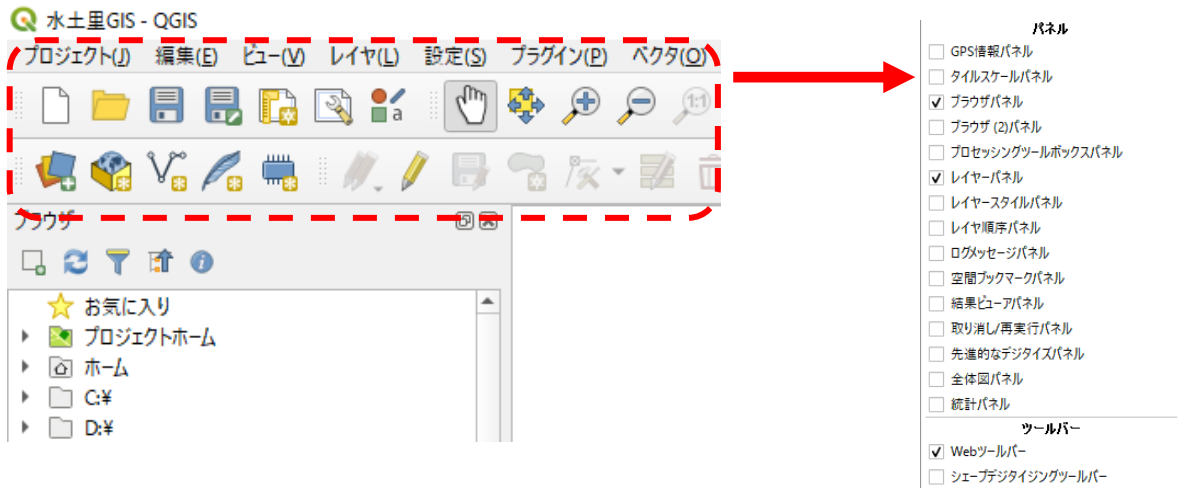 水土里GIS - QGIS
プロジェクト(J) 編集(E) ビュー(V) レイヤ(L) 設定(S) プラグイン(P) ベクタ(O)
a
1:1
ブラウザ
お気に入り
プロジェクトホーム
ホーム
C:¥
D:¥
パネル
GPS情報パネル
タイルスケールパネル
ブラウザパネル
ブラウザ (2)パネル
プロセッシングツールボックスパネル
レイヤーパネル
レイヤースタイルパネル
レイヤ順序パネル
ログメッセージパネル
空間ブックマークパネル
結果ビューアパネル
取り消し/再実行パネル
先進的なデジタイズパネル
全体図パネル
統計パネル
ツールバー
Webツールバー
シェープデジタイジングツールバー